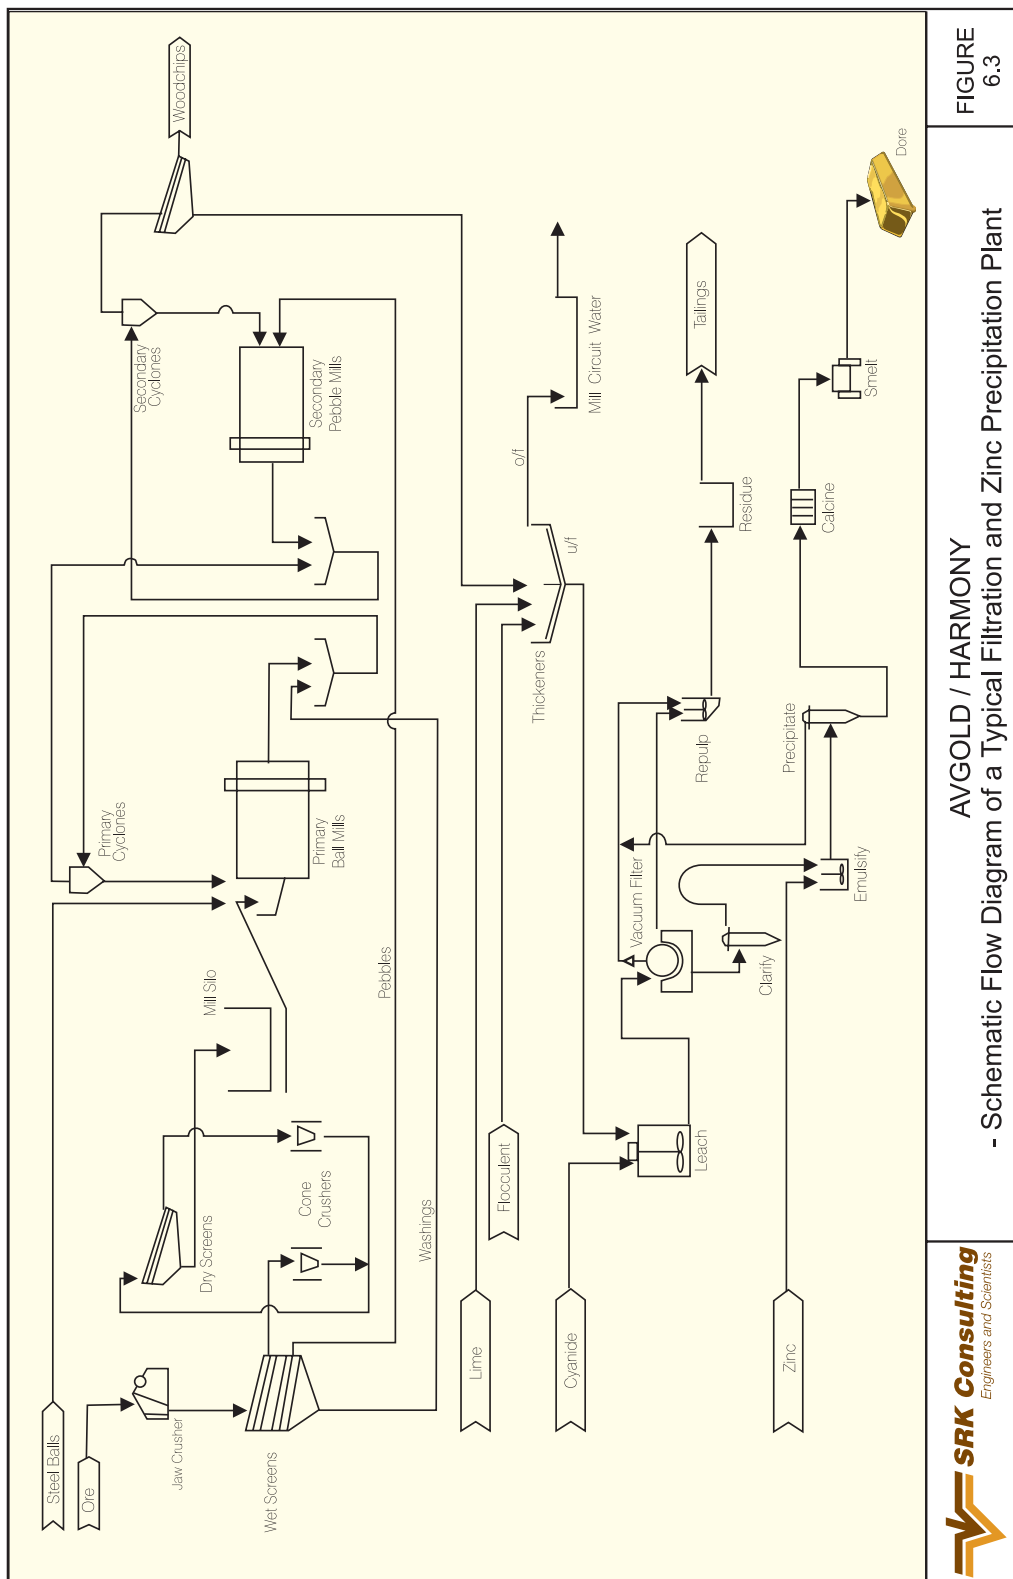 Steel Balls
Ore
Jaw Crusher
Wet Screens
Dry Screens
Cone
Crushers
Mill Silo
Washings
Pebbles
Primary
Cyclones
Primary
Ball Mills
Secondary
Cyclones
Secondary
Pebble Mills
Woodchips
Lime
Flocculent
Thickeners
u/f
o/f
Mill Circuit Water
Cyanide
Leach
Vacuum Filter
Clarify
Repulp
Residue
Tailings
Zinc
Emulsify
Precipitate
Calcine
Smelt
Dore
SRK Consulting
Engineers and Scientists
AVGOLD / HARMONY
- Schematic Flow Diagram of a Typical Filtration and Zinc Precipitation Plant
FIGURE
6.3